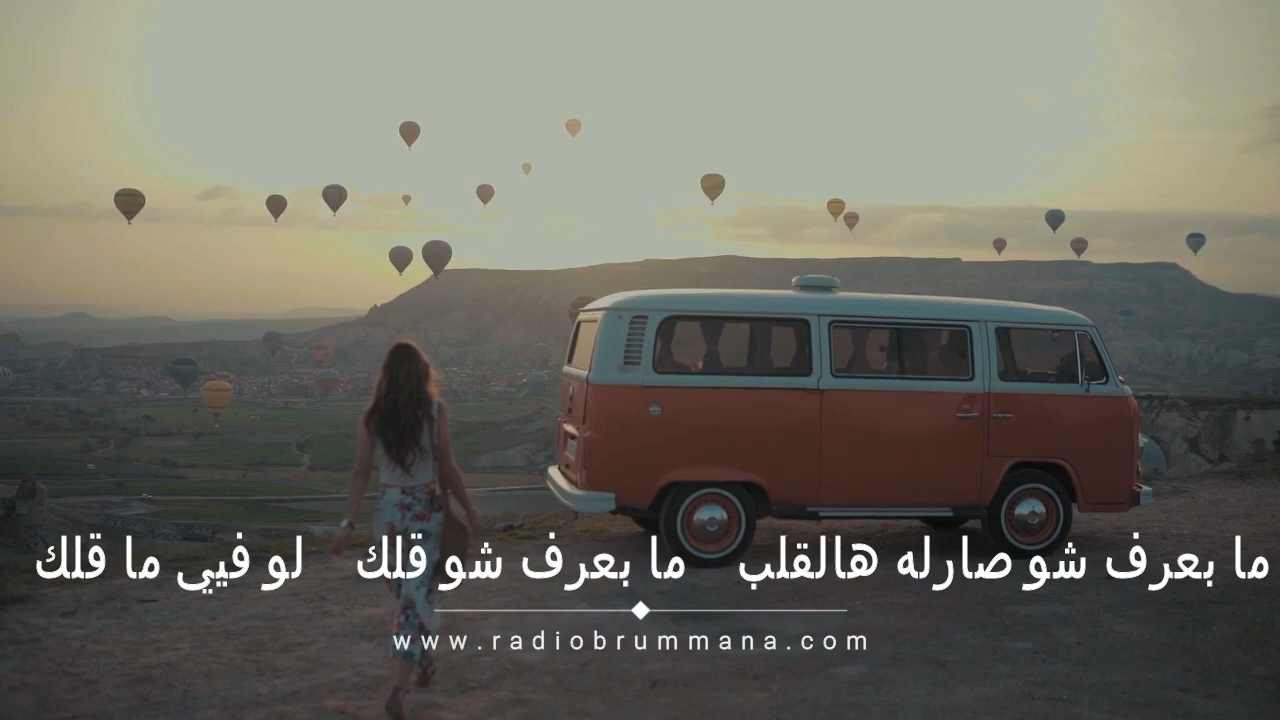 ما بعرف شو صارله هالقلب ما بعرف شو قلك لو فيي ما قلك
www.radiobrummana.com